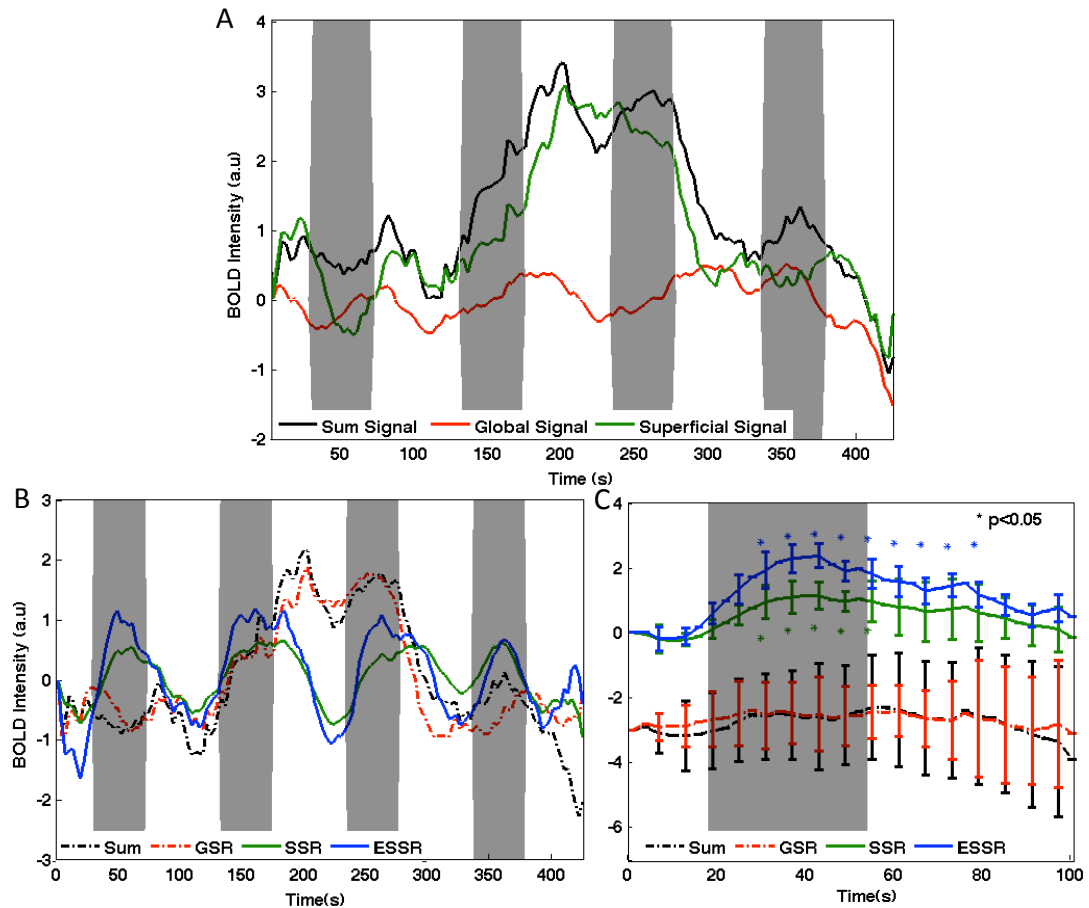 A
4
3
2
1
0
-1
-2
BOLD Intensity (a.u)
Sum Signal Global Signal Superficial Signal
50 100 150 200 250 300 350 400
Time (s)
B
3
2
1
0
-1
-2
-3
BOLD Intensity (a.u)
Sum GSR SSR ESSR
0 50 100 150 200 250 300 350 400
Time(s)
C
4
2
0
-2
-4
-6
* p<0.05
* * * * * * * * *
* * * * *
Sum GSR SSR ESSR
0 20 40 60 80 100
Time(s)